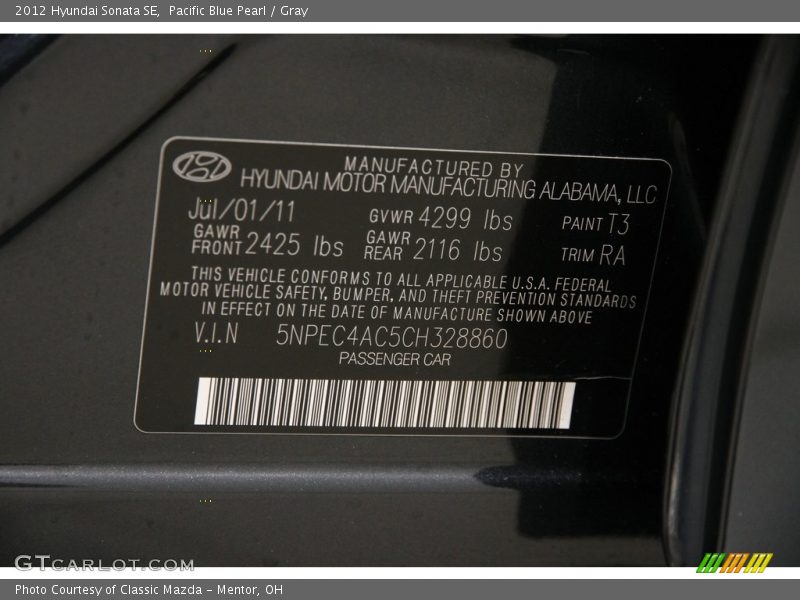 2012 Hyundai Sonata SE,  Pacific Blue Pearl / Gray
MANUFACTURED BY
HYUNDAI MOTOR MANUFACTURING ALABAMA, LLC
Jul/01/11 GVWR 4299 lbs PAINT T3
GAWR FRONT 2425 lbs GAWR REAR 2116 lbs TRIM RA
THIS VEHICLE CONFORMS TO ALL APPLICABLE U.S.A. FEDERAL
MOTOR VEHICLE SAFETY, BUMPER, AND THEFT PREVENTION STANDARDS
IN EFFECT ON THE DATE OF MANUFACTURE SHOWN ABOVE
V.I.N 5NPEC4AC5CH328860
PASSENGER CAR
GTCARLOT.COM
Photo Courtesy of Classic Mazda - Mentor, OH